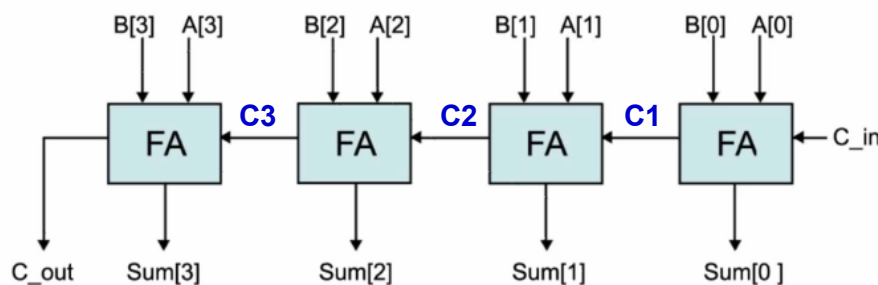 B[3] A[3] B[2] A[2] B[1] A[1] B[0] A[0]
C3 C2 C1
FA FA FA FA C_in
C_out Sum[3] Sum[2] Sum[1] Sum[0 ]